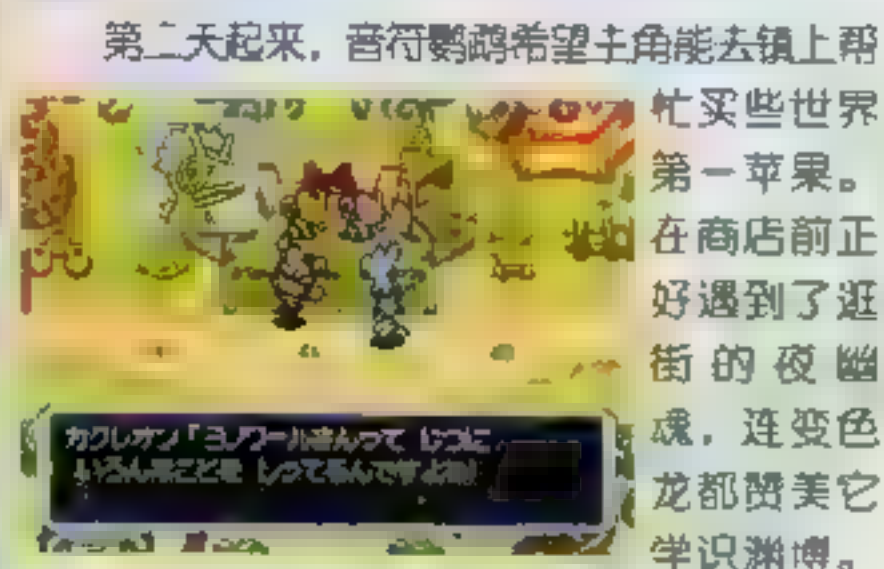 第二天起来，音符鹦鹉希望主角能去镇上帮
忙买些世界
第一苹果。
在商店前正
好遇到了逛
街的夜幽
魂，连变色
龙都赞美它
学识渊博。
カクレオン「ヨノワールさんって じつに
いろんなことを しってるんですよね!